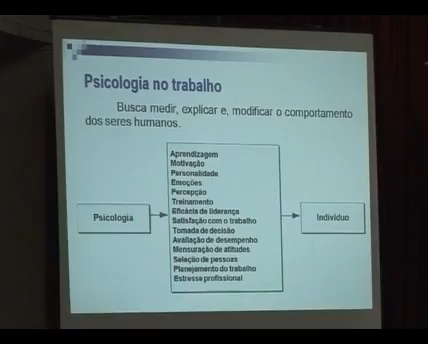 Psicologia no trabalho
Busca medir, explicar e, modificar o comportamento
dos seres humanos.
Aprendizagem
Motivação
Personalidade
Emoções
Percepção
Treinamento
Eficácia de liderança
Satisfação com o trabalho
Tomada de decisão
Avaliação de desempenho
Mensuração de atitudes
Seleção de pessoas
Planejamento do trabalho
Estresse profissional
Psicologia
Indivíduo